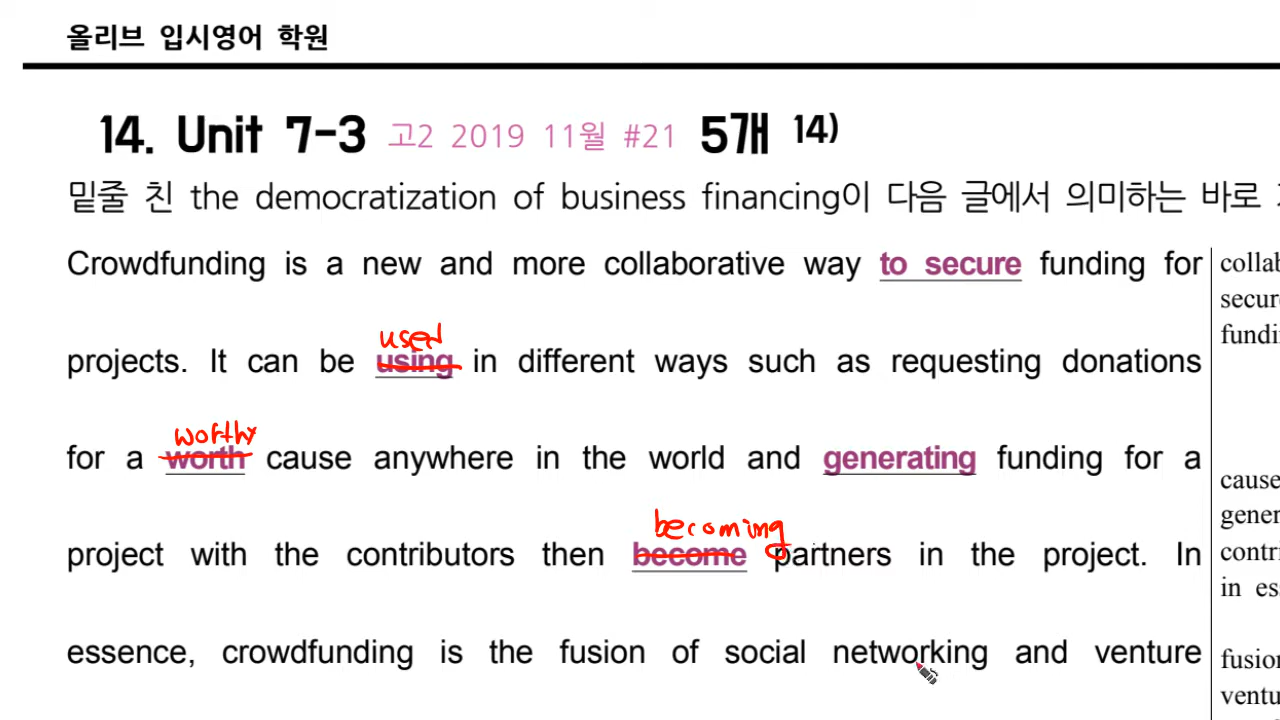 올리브 입시영어 학원
14. Unit 7-3 고2 2019 11월 #21 5개 14)
밑줄 친 the democratization of business financing이 다음 글에서 의미하는 바로
Crowdfunding is a new and more collaborative way to secure funding for
used
projects. It can be using in different ways such as requesting donations
worthy
for a worth cause anywhere in the world and generating funding for a
becoming
project with the contributors then become partners in the project. In
essence, crowdfunding is the fusion of social networking and venture